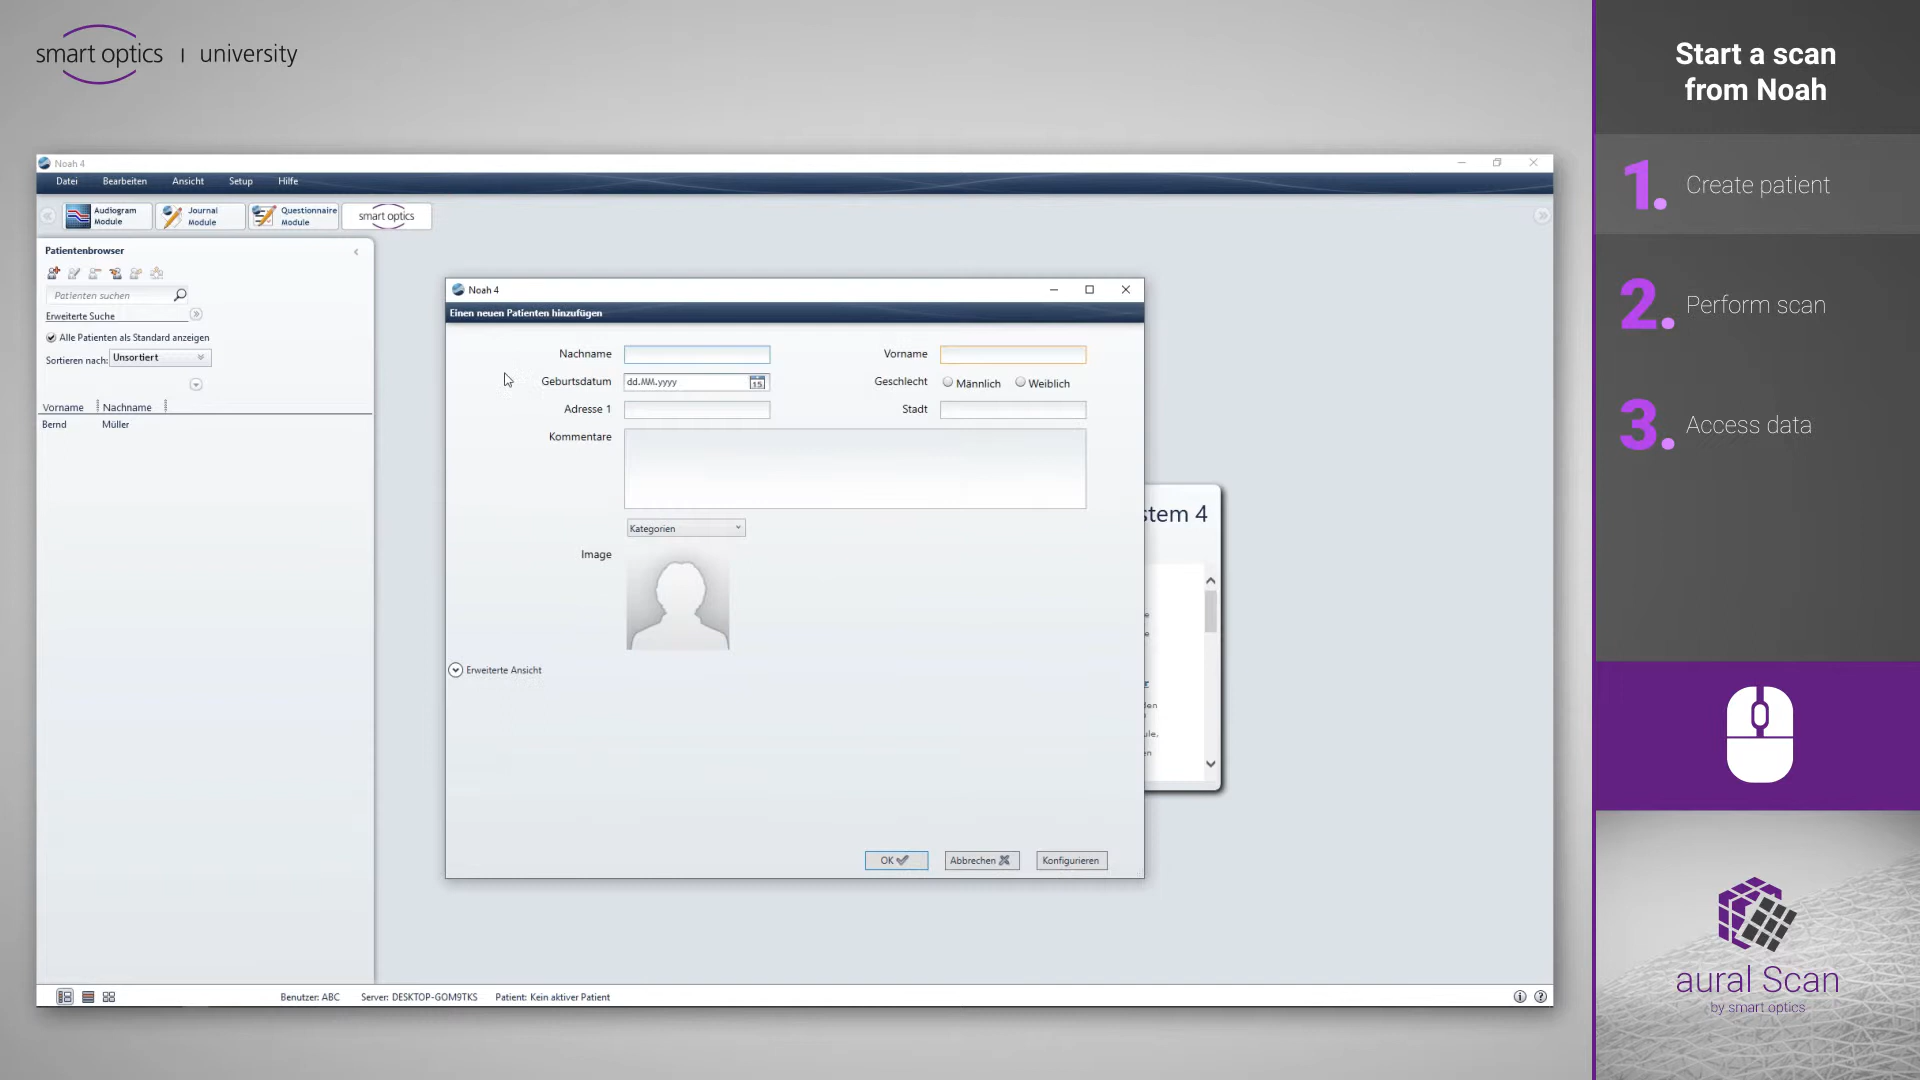 smart optics | university
Start a scan
from Noah
1. Create patient
2. Perform scan
3. Access data
Noah 4
Datei Bearbeiten Ansicht Setup Hilfe
Audiogram
Module
Journal
Module
Questionnaire
Module
smart optics
Patientenbrowser
Patienten suchen
Erweiterte Suche
Alle Patienten als Standard anzeigen
Sortieren nach: Unsortiert
Vorname Nachname
Bernd Müller
Noah 4
Einen neuen Patienten hinzufügen
Nachname Vorname
Geburtsdatum dd.MM.yyyy 15 Geschlecht Männlich Weiblich
Adresse 1 Stadt
Kommentare
Kategorien
Image
Erweiterte Ansicht
OK Abbrechen Konfigurieren
stem 4
Benutzer: ABC Server: DESKTOP-GOM9TKS Patient: Kein aktiver Patient
aural Scan
by smart optics